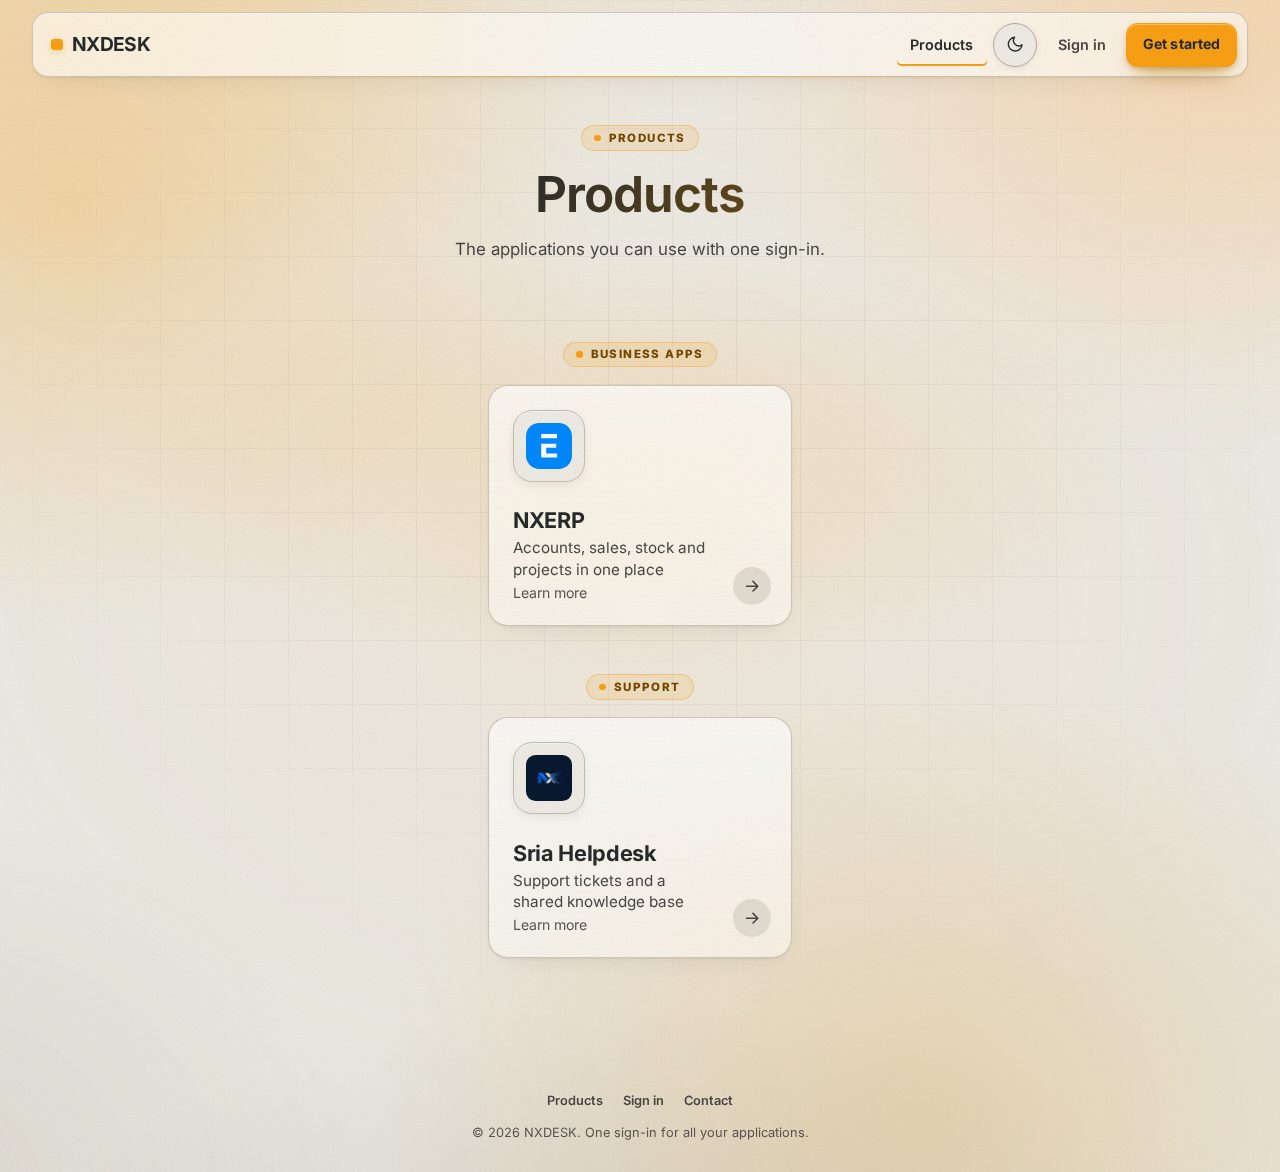 NXDESK
Products
Sign in
Get started
PRODUCTS
Products
The applications you can use with one sign-in.
BUSINESS APPS
E
NXERP
Accounts, sales, stock and
projects in one place
Learn more
SUPPORT
NX
Sria Helpdesk
Support tickets and a
shared knowledge base
Learn more
Products
Sign in
Contact
© 2026 NXDESK. One sign-in for all your applications.